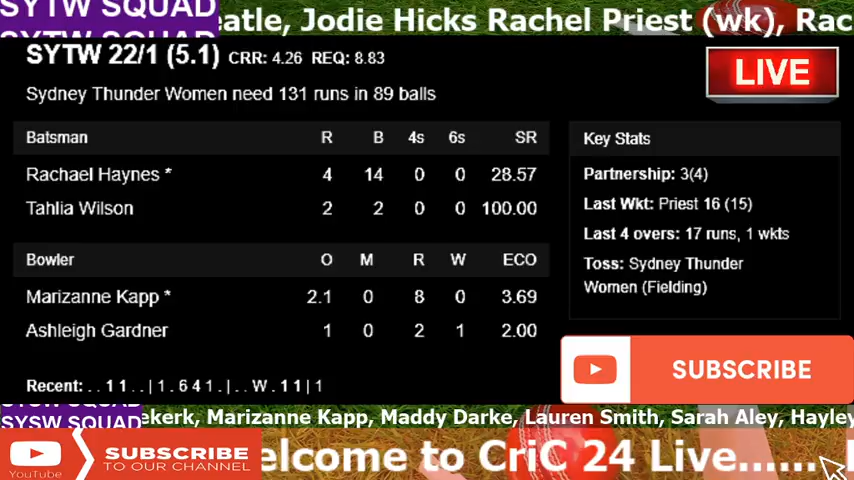 SYTW SQUAD
eatle, Jodie Hicks Rachel Priest (wk), Rac
SYTW 22/1 (5.1) CRR: 4.26 REQ: 8.83
LIVE
Sydney Thunder Women need 131 runs in 89 balls
Batsman R B 4s 6s SR
Rachael Haynes * 4 14 0 0 28.57
Tahlia Wilson 2 2 0 0 100.00
Key Stats
Partnership: 3(4)
Last Wkt: Priest 16 (15)
Last 4 overs: 17 runs, 1 wkts
Toss: Sydney Thunder
Women (Fielding)
Bowler O M R W ECO
Marizanne Kapp * 2.1 0 8 0 3.69
Ashleigh Gardner 1 0 2 1 2.00
SUBSCRIBE
Recent: . . 1 1 . . | 1 . 6 4 1 . | . . W . 1 1 | 1
SYSW SQUAD
ekerk, Marizanne Kapp, Maddy Darke, Lauren Smith, Sarah Aley, Hayley
YouTube
SUBSCRIBE
TO OUR CHANNEL
elcome to CriC 24 Live......